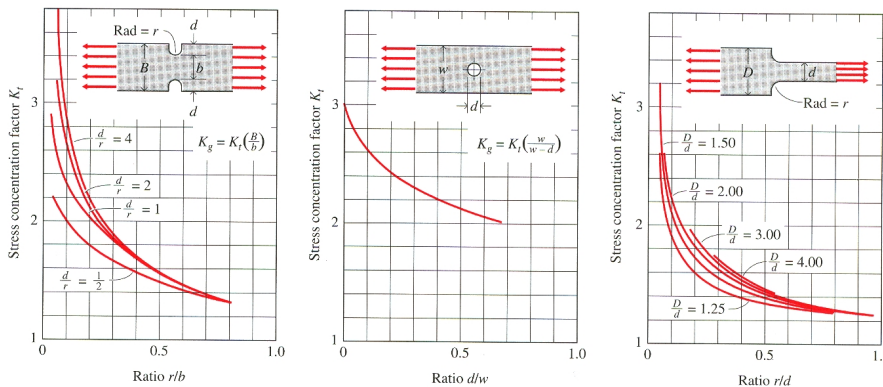 Stress concentration factor K_t
3
2
1
0
0.5
1.0
Ratio r/b
Rad = r
d
B
b
d
d/r = 4
K_g = K_t(B/b)
d/r = 2
d/r = 1
d/r = 1/2
Stress concentration factor K_t
3
2
1
0
0.5
1.0
Ratio d/w
w
d
K_g = K_t(w/w – d)
Stress concentration factor K_t
3
2
1
0
0.5
1.
Ratio r/d
D
d
Rad = r
D/d = 1.50
D/d = 2.00
D/d = 3.00
D/d = 4.00
D/d = 1.25